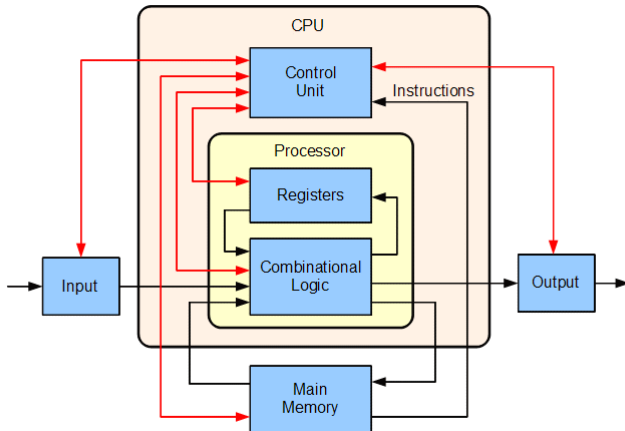 CPU
Control
Unit
Instructions
Processor
Registers
Combinational
Logic
Input
Output
Main
Memory